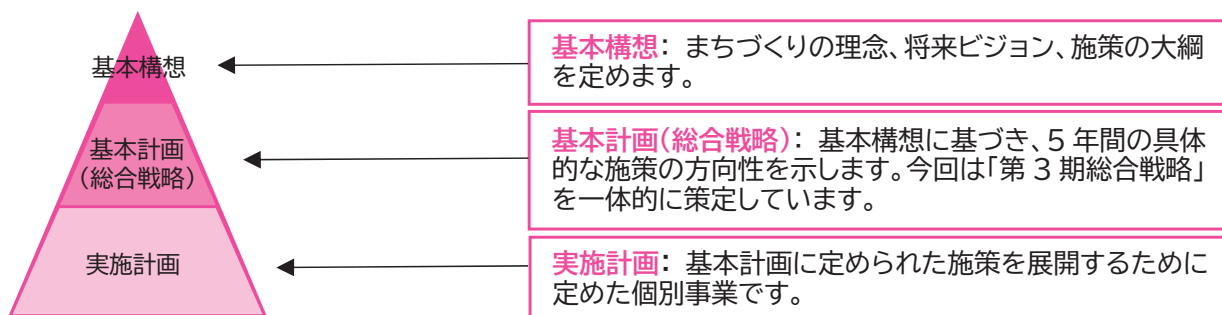 基本構想
基本構想： まちづくりの理念、将来ビジョン、施策の大綱
を定めます。
基本計画
（総合戦略）
基本計画(総合戦略)： 基本構想に基づき、5 年間の具体
的な施策の方向性を示します。今回は「第 3 期総合戦略」
を一体的に策定しています。
実施計画
実施計画： 基本計画に定められた施策を展開するために
定めた個別事業です。